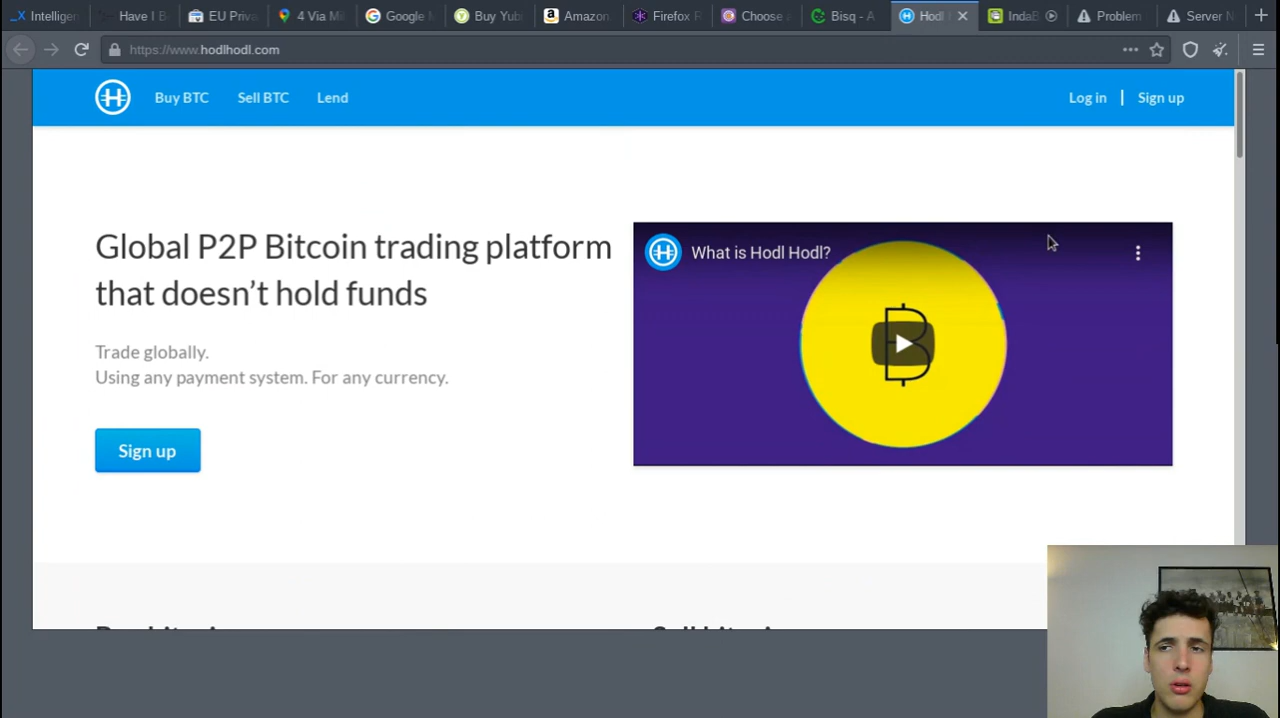 _X Intelligen
Have I B
EU Priva
4 Via Mi
Google M
Buy Yub
Amazon
Firefox R
Choose a
Bisq - A
Hodl
IndaB
Problem
Server N
https://www.hodlhodl.com
Buy BTC
Sell BTC
Lend
Log in
Sign up
Global P2P Bitcoin trading platform
that doesn't hold funds
Trade globally.
Using any payment system. For any currency.
Sign up
What is Hodl Hodl?